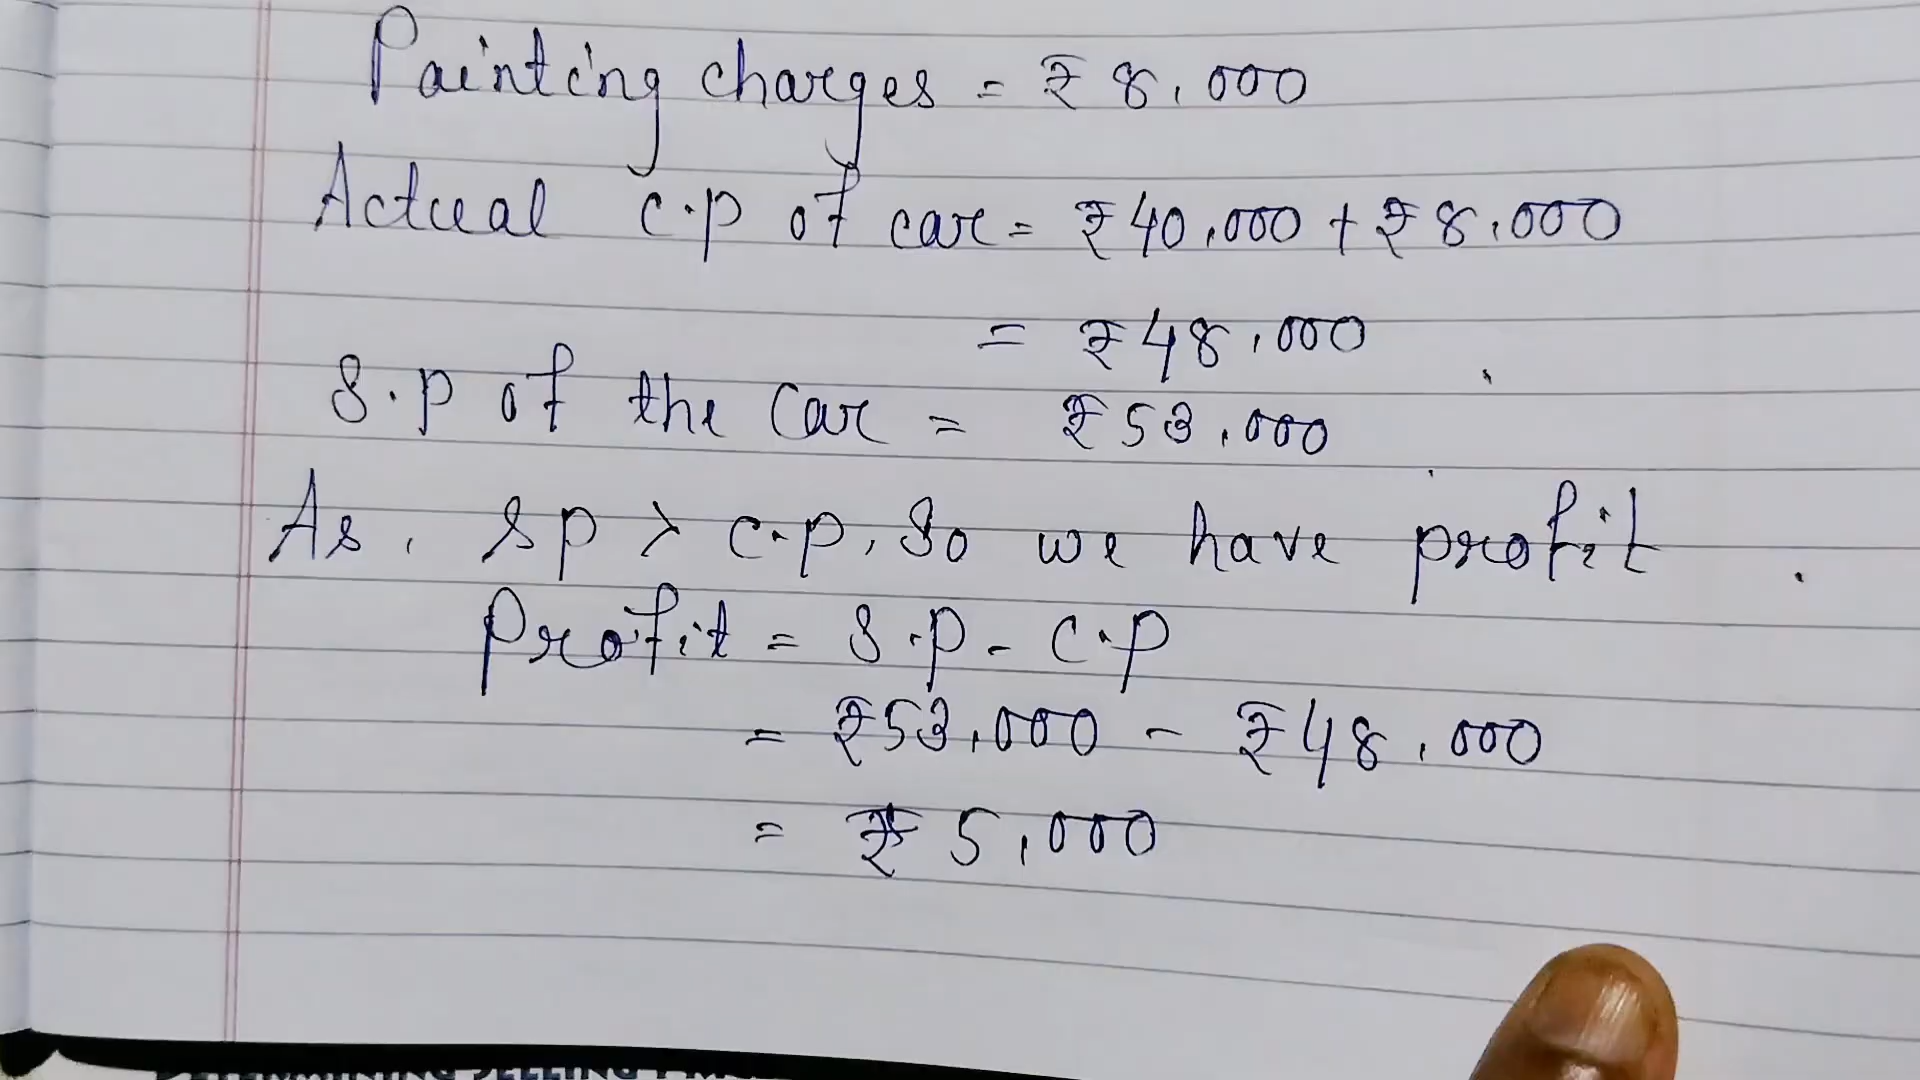 Painting charges = ₹ 8,000
Actual c.p of car = ₹ 40,000 + ₹ 8,000
= ₹ 48,000
S.p of the car = ₹ 53,000
As, Sp > c.p, So we have profit
Profit = S.p - c.p
= ₹ 53,000 - ₹ 48,000
= ₹ 5,000